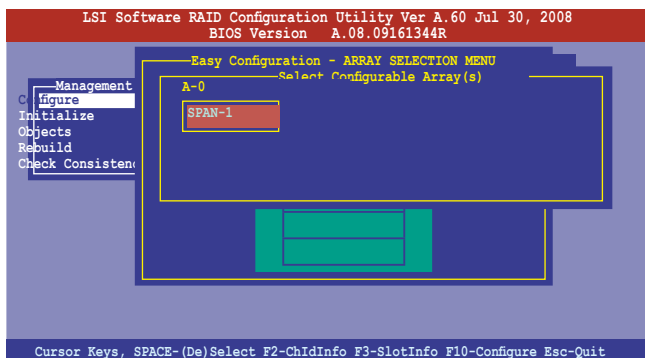 LSI Software RAID Configuration Utility Ver A.60 Jul 30, 2008
BIOS Version A.08.09161344R
Easy Configuration - ARRAY SELECTION MENU
Select Configurable Array(s)
Management
A-0
Configure
SPAN-1
Initialize
Objects
Rebuild
Check Consisten
Cursor Keys, SPACE-(De)Select F2-ChIdInfo F3-SlotInfo F10-Configure Esc-Quit